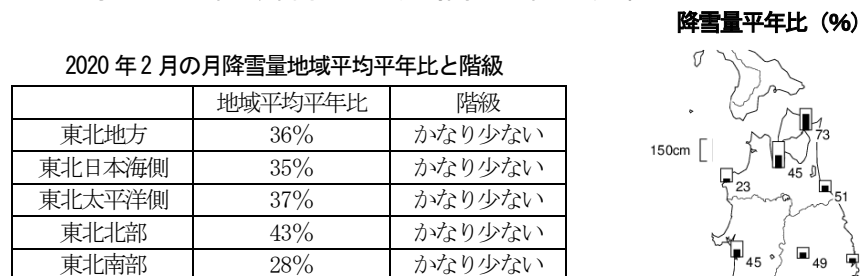 降雪量平年比（%）
2020 年 2 月の月降雪量地域平均平年比と階級
地域平均平年比 階級
東北地方 36% かなり少ない
東北日本海側 35% かなり少ない
東北太平洋側 37% かなり少ない
東北北部 43% かなり少ない
東北南部 28% かなり少ない
150cm
73
45
23
51
45
49